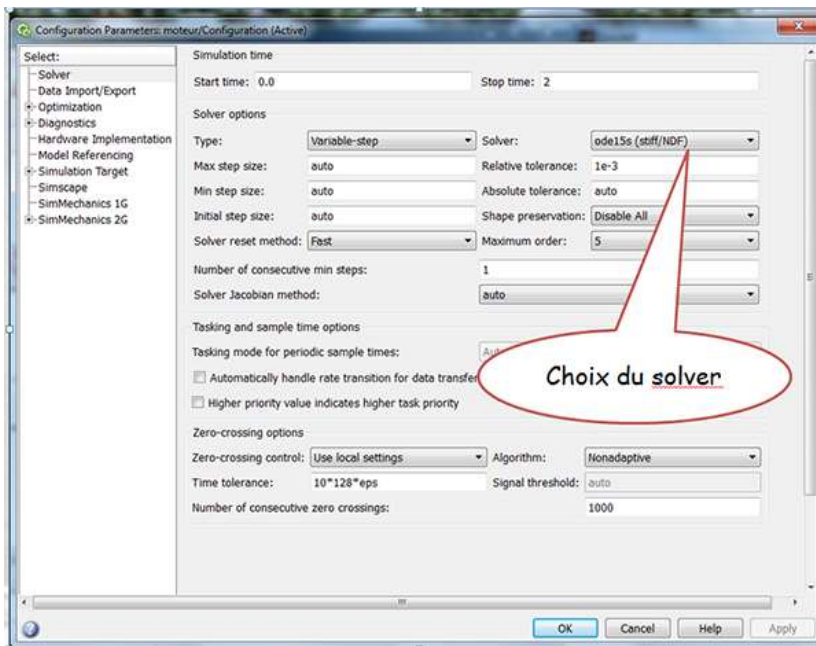 Configuration Parameters: moteur/Configuration (Active)
Select:
Solver
Data Import/Export
Optimization
Diagnostics
Hardware Implementation
Model Referencing
Simulation Target
Simscape
SimMechanics 1G
SimMechanics 2G
Simulation time
Start time: 0.0 Stop time: 2
Solver options
Type: Variable-step Solver: ode15s (stiff/NDF)
Max step size: auto Relative tolerance: 1e-3
Min step size: auto Absolute tolerance: auto
Initial step size: auto Shape preservation: Disable All
Solver reset method: Fast Maximum order: 5
Number of consecutive min steps: 1
Solver Jacobian method: auto
Tasking and sample time options
Tasking mode for periodic sample times:
Automatically handle rate transition for data transfer
Higher priority value indicates higher task priority
Choix du solver
Zero-crossing options
Zero-crossing control: Use local settings Algorithm: Nonadaptive
Time tolerance: 10*128*eps Signal threshold: auto
Number of consecutive zero crossings: 1000
OK Cancel Help Apply